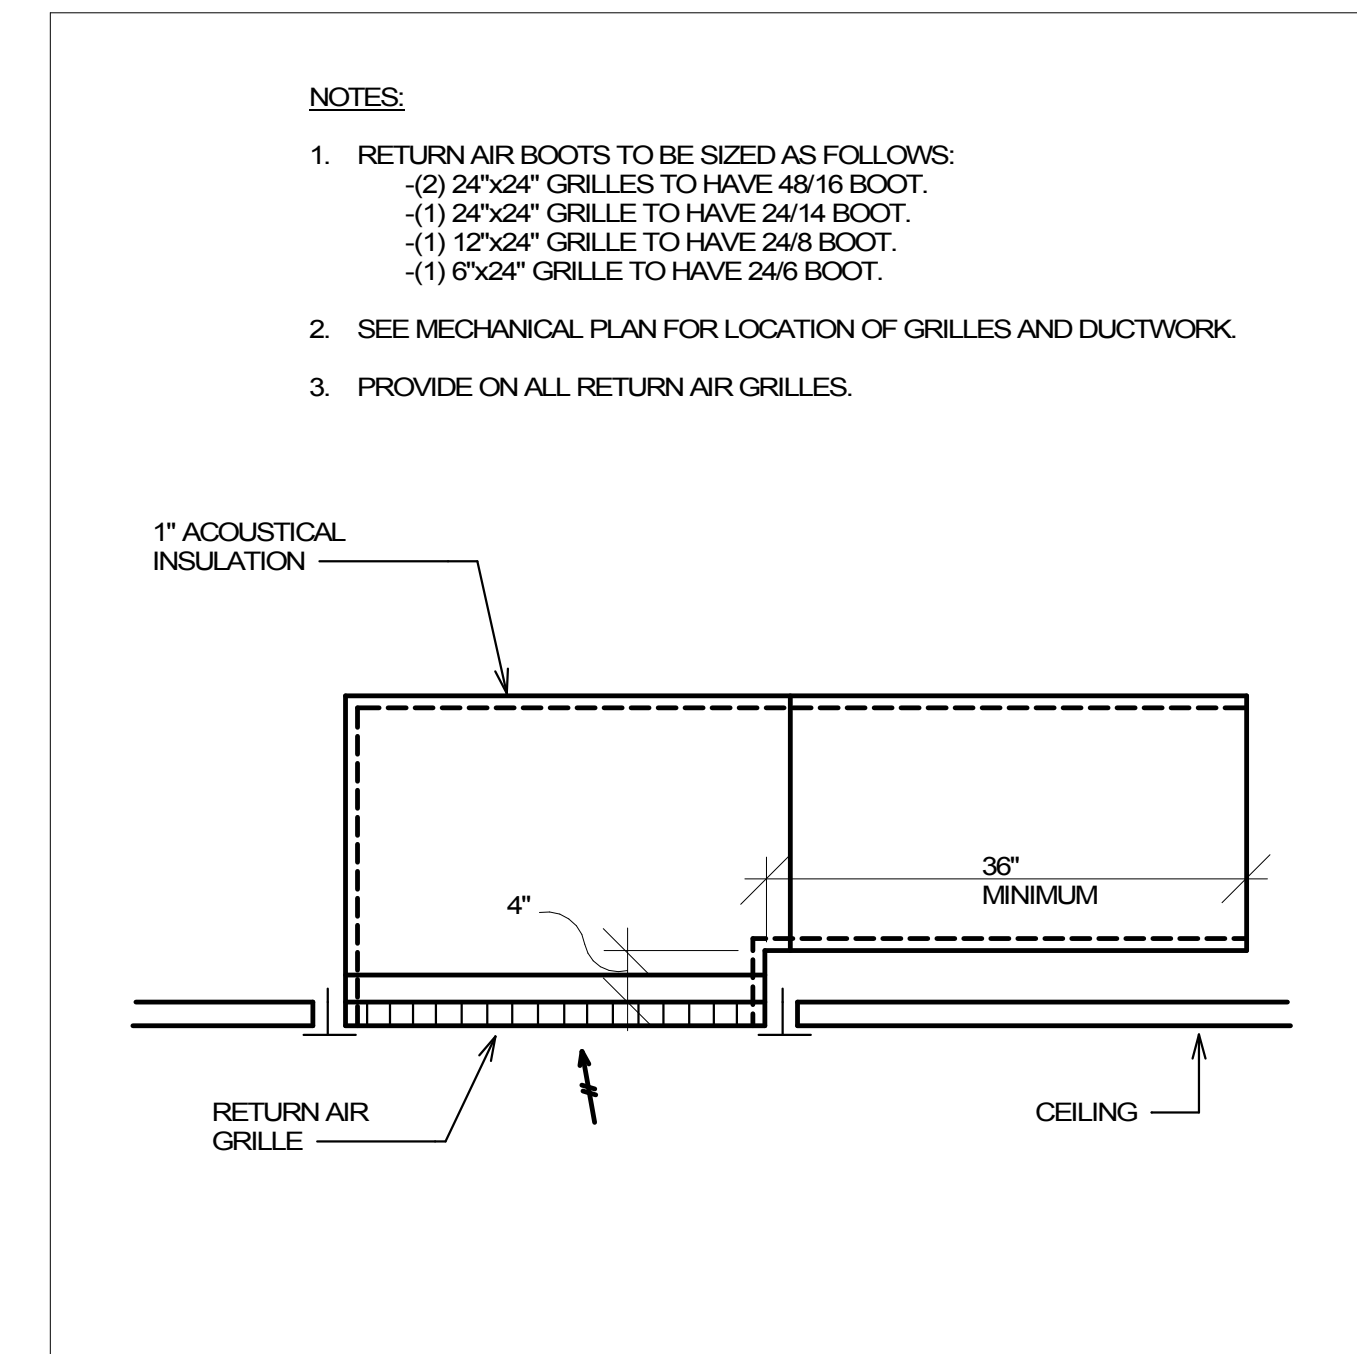 NOTES:
1. RETURN AIR BOOTS TO BE SIZED AS FOLLOWS:
-(2) 24"x24" GRILLES TO HAVE 48/16 BOOT.
-(1) 24"x24" GRILLE TO HAVE 24/14 BOOT.
-(1) 12"x24" GRILLE TO HAVE 24/8 BOOT.
-(1) 6"x24" GRILLE TO HAVE 24/6 BOOT.
2. SEE MECHANICAL PLAN FOR LOCATION OF GRILLES AND DUCTWORK.
3. PROVIDE ON ALL RETURN AIR GRILLES.
1" ACOUSTICAL
INSULATION
36"
MINIMUM
4"
RETURN AIR
GRILLE
CEILING